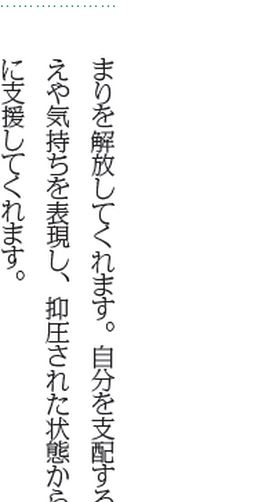 まりを解放してくれます。自分を支配する
えや気持ちを表現し、抑圧された状態から
に支援してくれます。